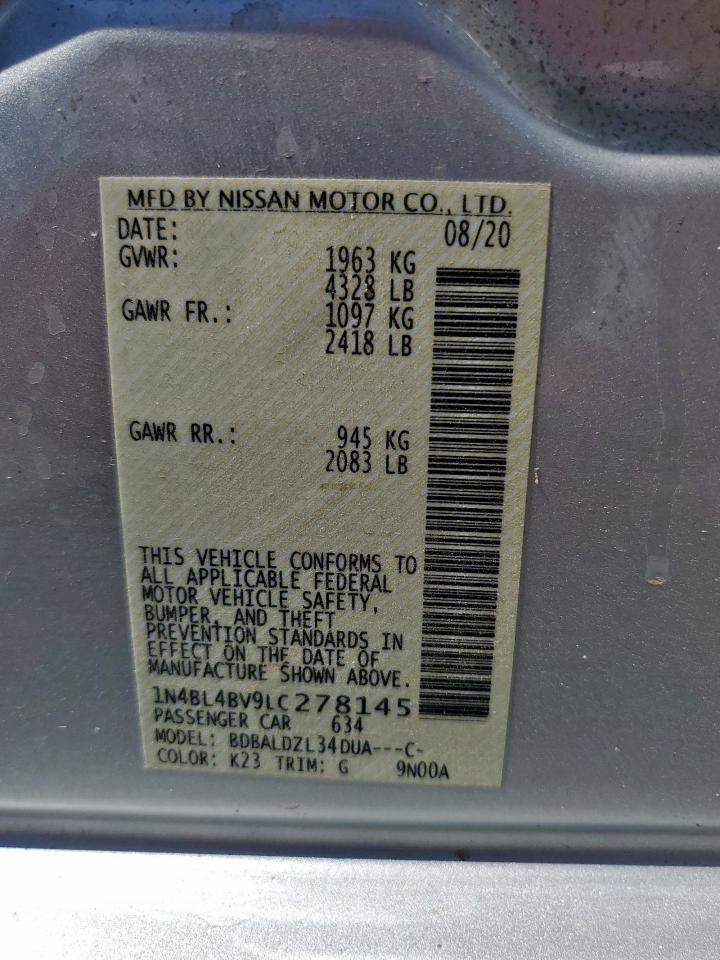 MFD BY NISSAN MOTOR CO., LTD.
DATE: 08/20
GVWR: 1963 KG
4328 LB
GAWR FR.: 1097 KG
2418 LB
GAWR RR.: 945 KG
2083 LB
THIS VEHICLE CONFORMS TO
ALL APPLICABLE FEDERAL
MOTOR VEHICLE SAFETY,
BUMPER, AND THEFT
PREVENTION STANDARDS IN
EFFECT ON THE DATE OF
MANUFACTURE SHOWN ABOVE.
1N4BL4BV9LC278145
PASSENGER CAR 634
MODEL: BDBALDZL34DUA---C-
COLOR: K23 TRIM: G 9N00A